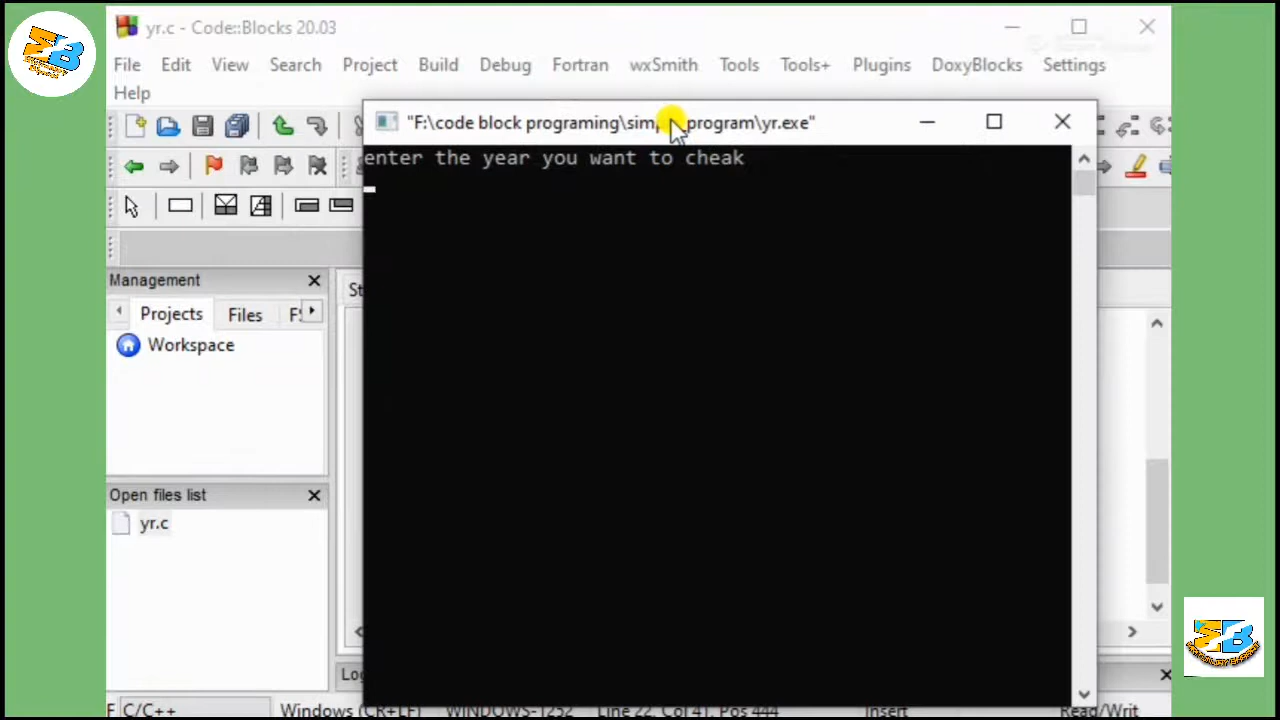 yr.c - Code::Blocks 20.03
File Edit View Search Project Build Debug Fortran wxSmith Tools Tools+ Plugins DoxyBlocks Settings
Help
"F:\code block programing\sim program\yr.exe"
enter the year you want to cheak
Management
Projects Files
Workspace
Open files list
yr.c
C/C++ Windows (CR+LF) WINDOWS-1252 Line 22, Col 41, Pos 444 Insert Read/Writ